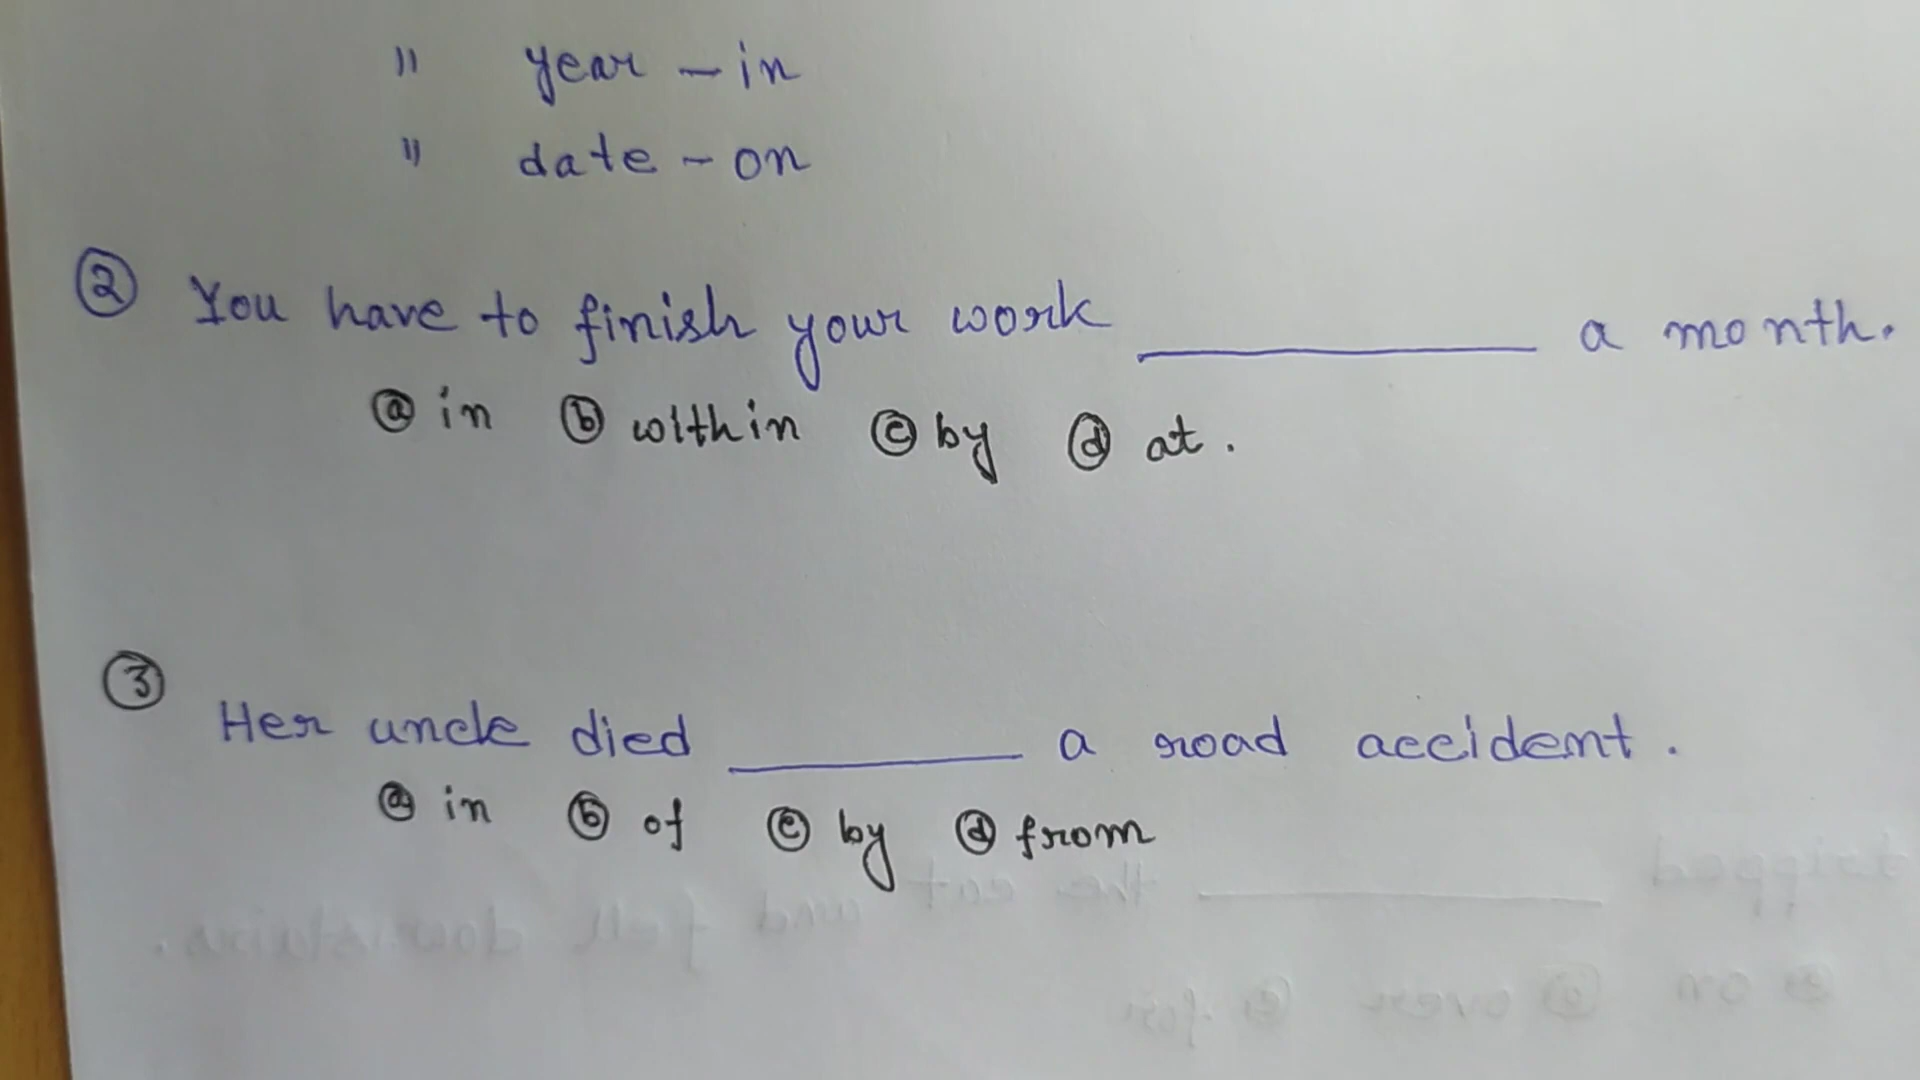 " year - in
" date - on
② You have to finish your work ________ a month.
ⓐ in ⓑ within ⓒ by ⓓ at.
③ Her uncle died ________ a road accident.
ⓐ in ⓑ of ⓒ by ⓓ from